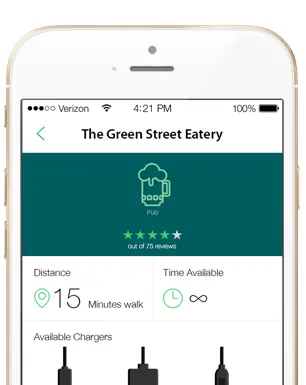 Verizon 4:21 PM 100%
The Green Street Eatery
Pub
out of 75 reviews
Distance Time Available
15 Minutes walk ∞
Available Chargers